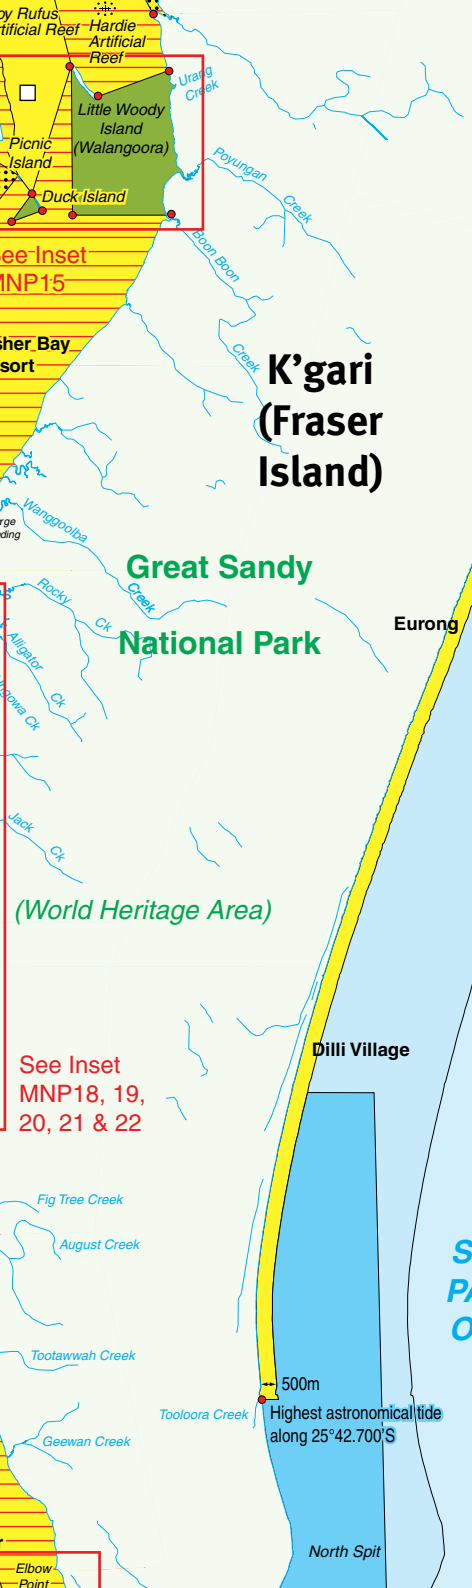 Rufus
Hardie
Artificial
Reef
Urang
Creek
Little Woody
Island
(Walangoora)
Picnic
Island
Duck Island
Poyungan
Creek
See Inset
MNP15
Boon Boon
Creek
Bay
K’gari
(Fraser
Island)
Wanggoolba
Creek
Great Sandy
National Park
Eurong
Rocky
Ck
Alligator
Ck
Ck
Jack
Ck
(World Heritage Area)
Dilli Village
See Inset
MNP18, 19,
20, 21 & 22
Fig Tree Creek
August Creek
Tootawwah Creek
500m
Tooloora Creek
Highest astronomical tide
along 25°42.700’S
Geewan Creek
North Spit
Elbow
Point